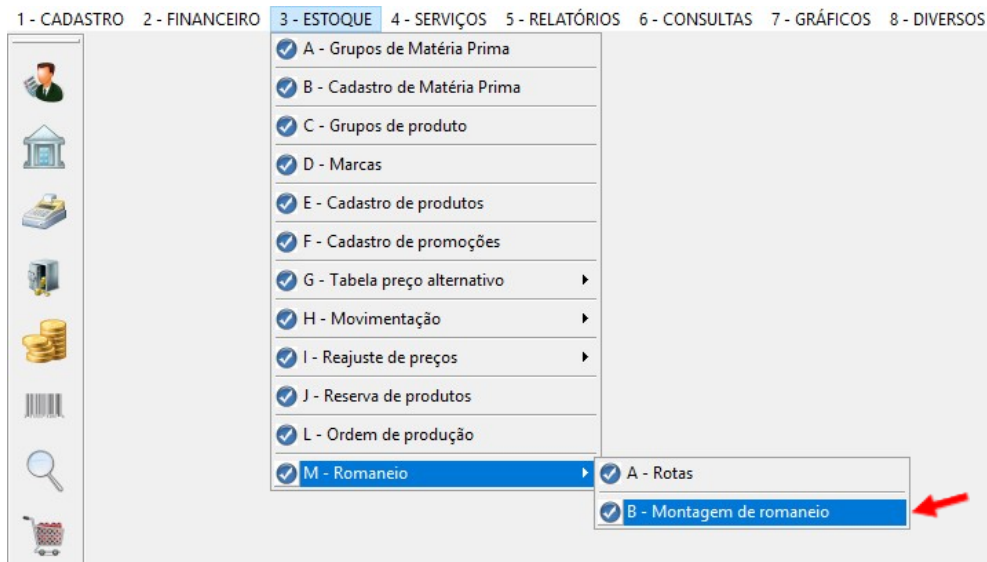 1 - CADASTRO 2 - FINANCEIRO 3 - ESTOQUE 4 - SERVIÇOS 5 - RELATÓRIOS 6 - CONSULTAS 7 - GRÁFICOS 8 - DIVERSOS
A - Grupos de Matéria Prima
B - Cadastro de Matéria Prima
C - Grupos de produto
D - Marcas
E - Cadastro de produtos
F - Cadastro de promoções
G - Tabela preço alternativo
H - Movimentação
I - Reajuste de preços
J - Reserva de produtos
L - Ordem de produção
M - Romaneio
A - Rotas
B - Montagem de romaneio